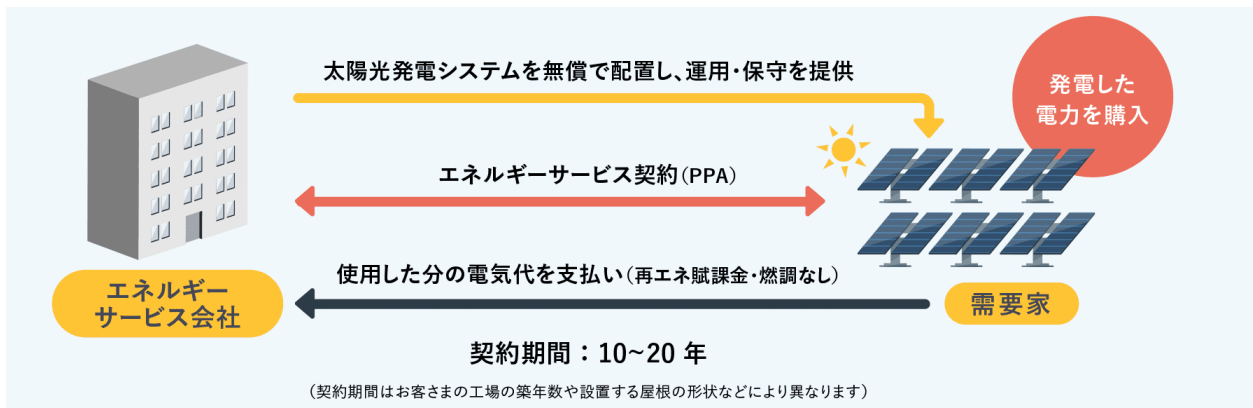 太陽光発電システムを無償で配置し、運用・保守を提供
発電した
電力を購入
エネルギーサービス契約(PPA)
使用した分の電気代を支払い(再エネ賦課金・燃調なし)
エネルギー
サービス会社
需要家
契約期間：10~20 年
(契約期間はお客さまの工場の築年数や設置する屋根の形状などにより異なります)